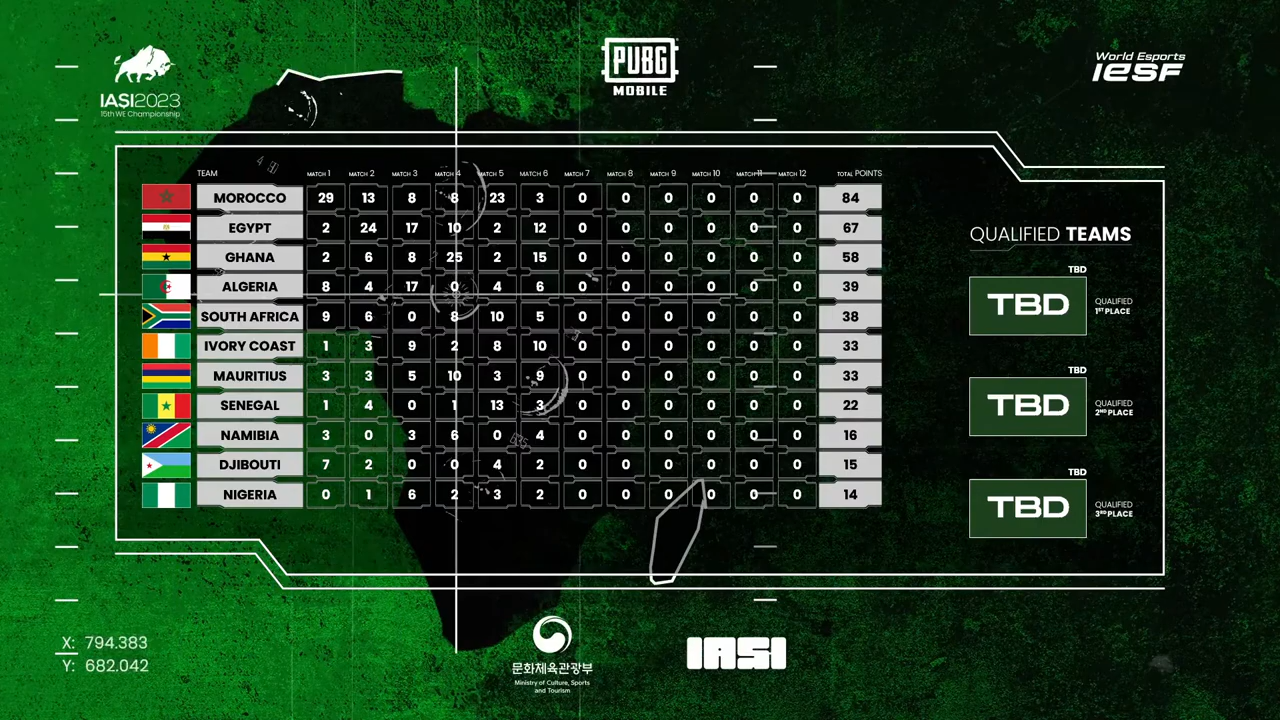 PUBG
MOBILE
IAȘI2023
15th WE Championship
World Esports
IESF
TEAM MATCH 1 MATCH 2 MATCH 3 MATCH 4 MATCH 5 MATCH 6 MATCH 7 MATCH 8 MATCH 9 MATCH 10 MATCH 11 MATCH 12 TOTAL POINTS
MOROCCO 29 13 8 8 23 3 0 0 0 0 0 0 84
EGYPT 2 24 17 10 2 12 0 0 0 0 0 0 67
GHANA 2 6 8 25 2 15 0 0 0 0 0 0 58
ALGERIA 8 4 17 0 4 6 0 0 0 0 0 0 39
SOUTH AFRICA 9 6 0 8 10 5 0 0 0 0 0 0 38
IVORY COAST 1 3 9 2 8 10 0 0 0 0 0 0 33
MAURITIUS 3 3 5 10 3 9 0 0 0 0 0 0 33
SENEGAL 1 4 0 1 13 3 0 0 0 0 0 0 22
NAMIBIA 3 0 3 6 0 4 0 0 0 0 0 0 16
DJIBOUTI 7 2 0 0 4 2 0 0 0 0 0 0 15
NIGERIA 0 1 6 2 3 2 0 0 0 0 0 0 14
QUALIFIED TEAMS
TBD
TBD
QUALIFIED
1ST PLACE
TBD
TBD
QUALIFIED
2ND PLACE
TBD
TBD
QUALIFIED
3RD PLACE
X: 794.383
Y: 682.042
문화체육관광부
Ministry of Culture, Sports
and Tourism
IASI